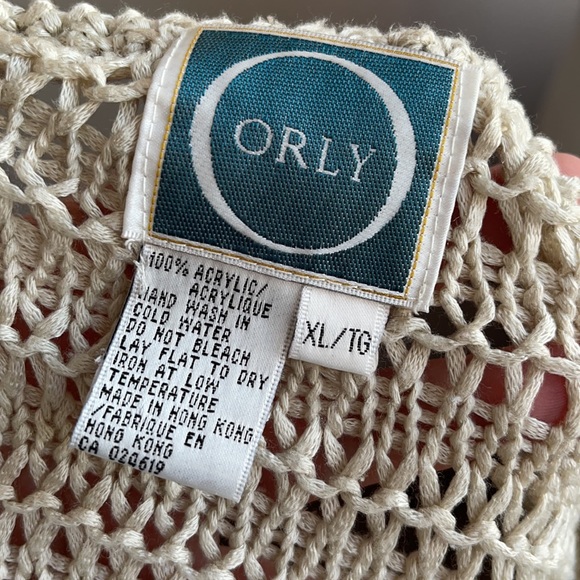 ORLY
100% ACRYLIC/
ACRYLIQUE
HAND WASH IN
COLD WATER
DO NOT BLEACH
LAY FLAT TO DRY
IRON AT LOW
TEMPERATURE
MADE IN HONG KONG
/FABRIQUE EN
HONG KONG
CA 02Q619
XL/TG